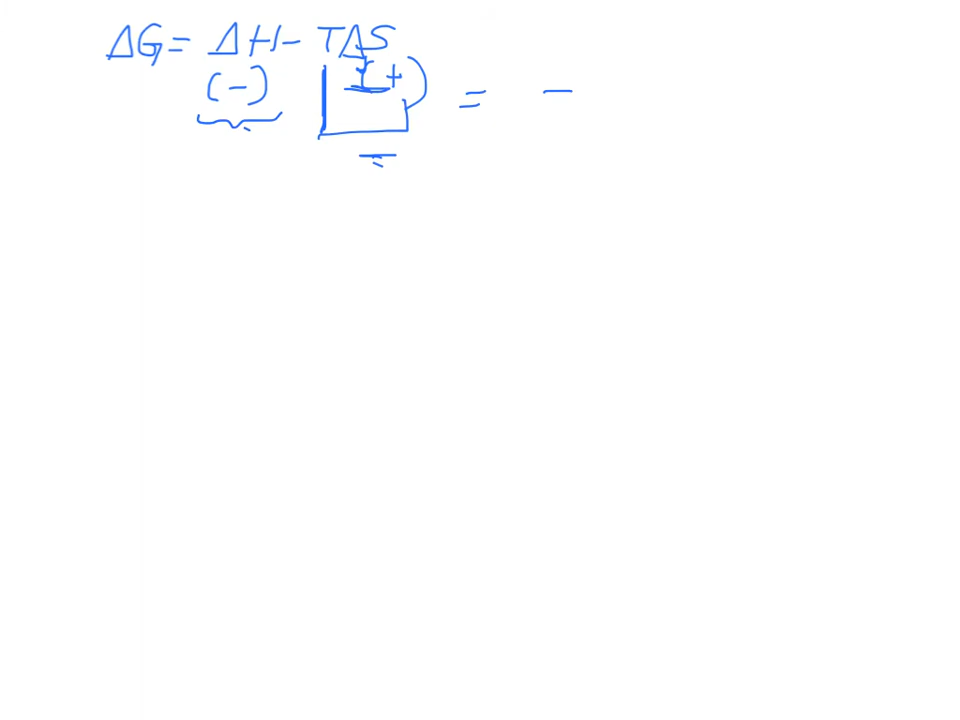 ΔG = ΔH - TΔS
(-) (+) = -